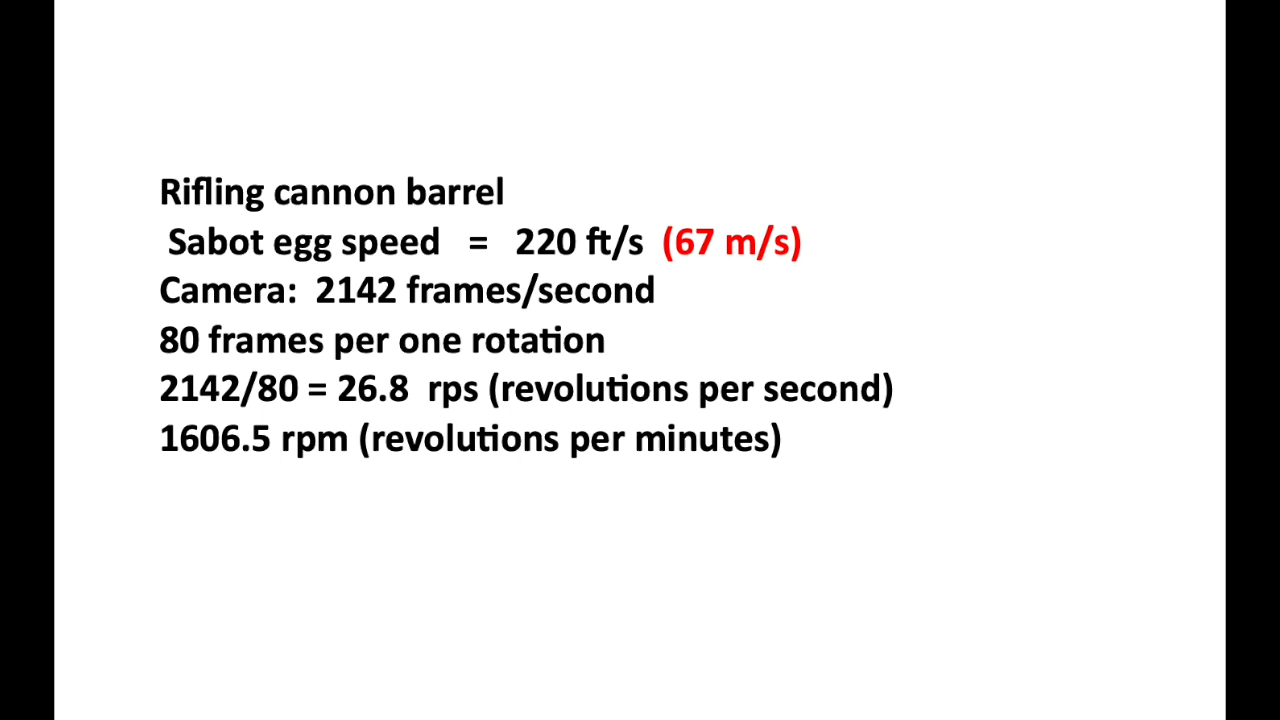 Rifling cannon barrel
Sabot egg speed = 220 ft/s (67 m/s)
Camera: 2142 frames/second
80 frames per one rotation
2142/80 = 26.8 rps (revolutions per second)
1606.5 rpm (revolutions per minutes)